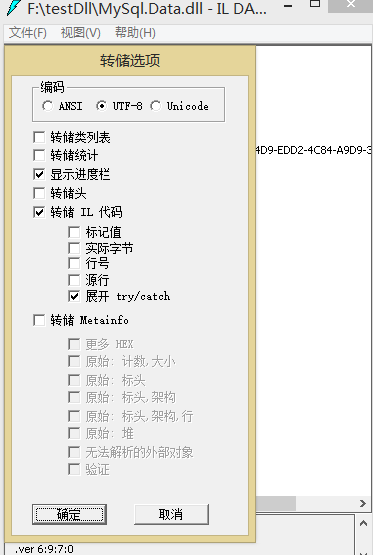 F:\testDll\MySql.Data.dll - IL DA...
文件(F) 视图(V) 帮助(H)
转储选项
编码
ANSI UTF-8 Unicode
4D9-EDD2-4C84-A9D9-3
转储类列表
转储统计
显示进度栏
转储头
转储 IL 代码
标记值
实际字节
行号
源行
展开 try/catch
转储 Metainfo
更多 HEX
原始: 计数,大小
原始: 标头
原始: 标头,架构
原始: 标头,架构,行
原始: 堆
无法解析的外部对象
验证
确定 取消
.ver 6:9:7:0